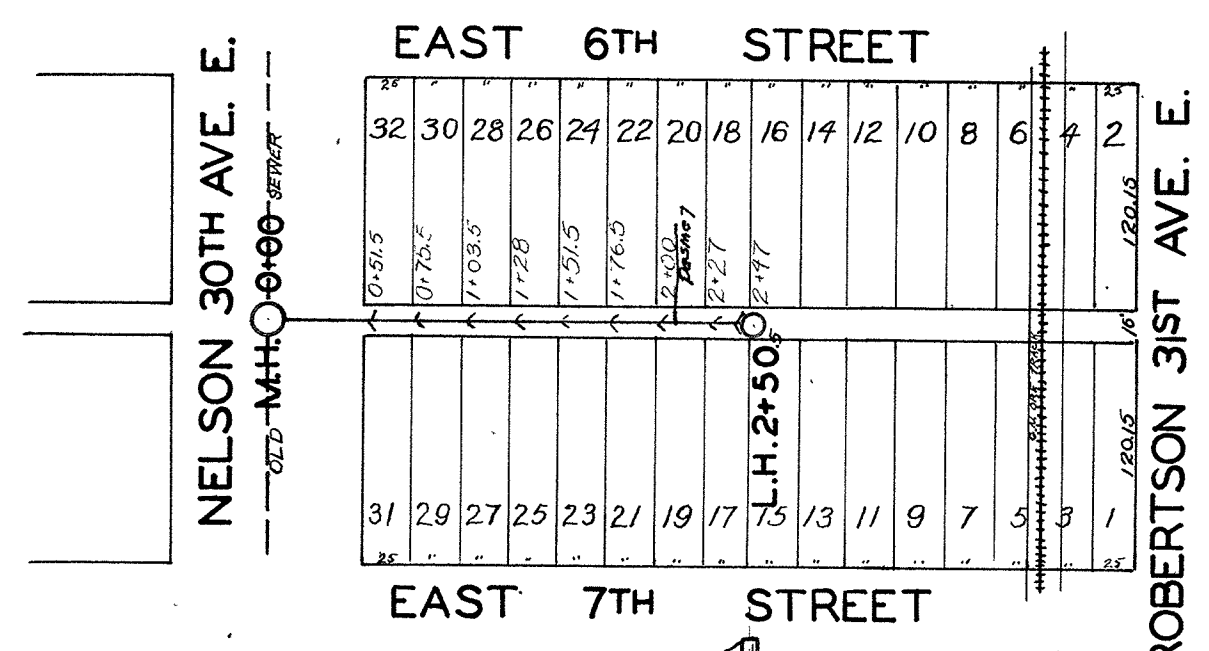 EAST 6TH STREET
25 " " " " " " " " " " " " " " 25
32 30 28 26 24 22 20 18 16 14 12 10 8 6 4 2
NELSON 30TH AVE. E.
OLD M.H. 0+00 SEWER
0+51.5
0+75.5
1+03.5
1+28
1+51.5
1+76.5
2+00
2+27
2+47
120.15
16'
L.H. 2+50.5
120.15
ROBERTSON 31ST AVE. E.
31 29 27 25 23 21 19 17 15 13 11 9 7 5 3 1
25 " " " " " " " " " " " " " " 25
EAST 7TH STREET